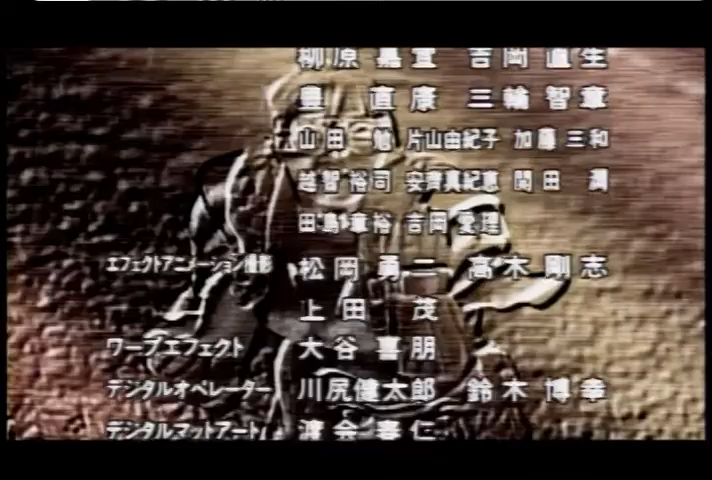 柳原嘉宣 吉岡直生
豊直康 三輪智章
山田勉 片山由紀子 加藤三和
越智裕司 安齊真紀恵 間田潤
田島章裕 吉岡愛理
エフェクトアニメーション撮影 松岡勇二 高木剛志
上田茂
ワープエフェクト 大谷喜朋
デジタルオペレーター 川尻健太郎 鈴木博幸
デジタルマットアート 渡会春仁